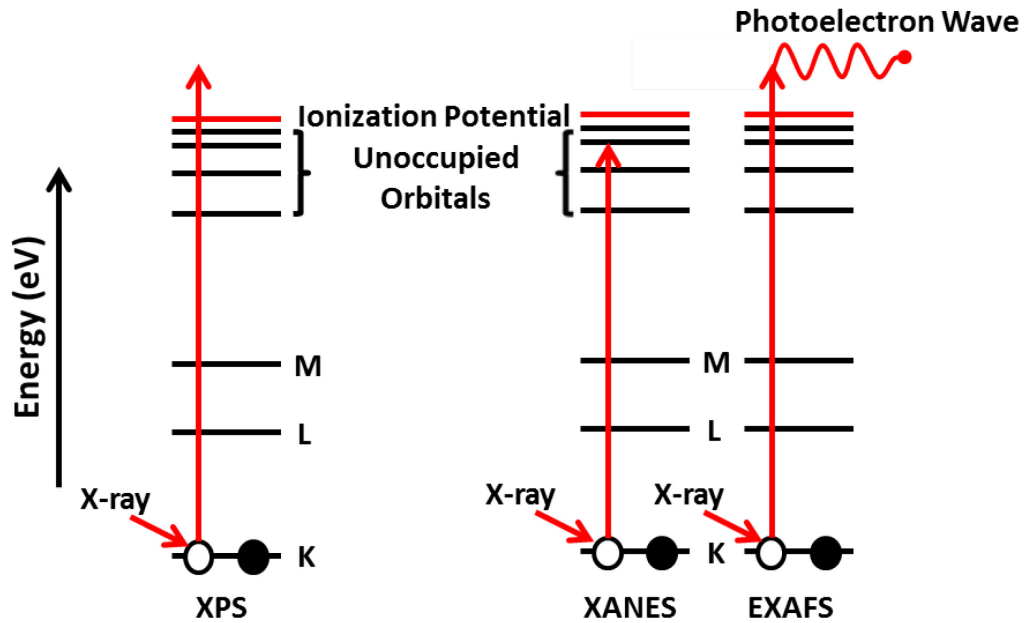 Photoelectron Wave
Ionization Potential
Unoccupied
Orbitals
Energy (eV)
M
M
L
L
X-ray
X-ray
X-ray
K
K
XPS
XANES
EXAFS